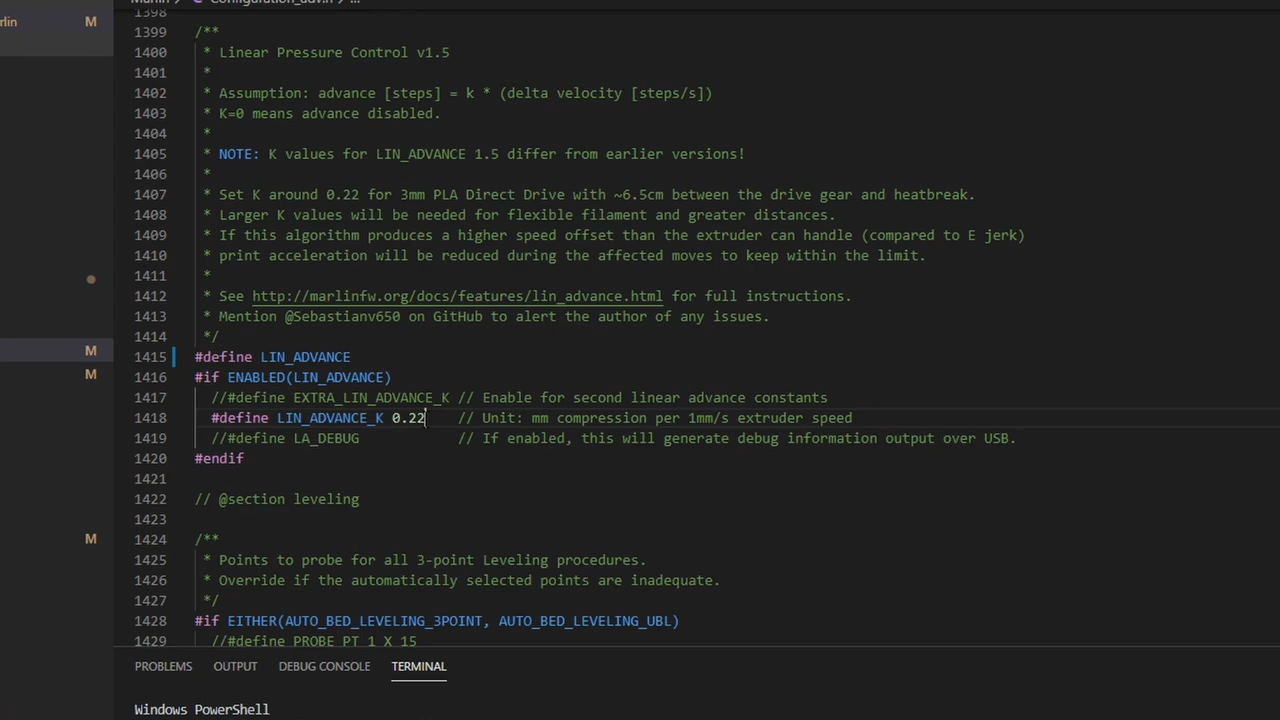 Marlin > C Configuration_adv.h > ...
rlin M
1398
1399 /**
1400 * Linear Pressure Control v1.5
1401 *
1402 * Assumption: advance [steps] = k * (delta velocity [steps/s])
1403 * K=0 means advance disabled.
1404 *
1405 * NOTE: K values for LIN_ADVANCE 1.5 differ from earlier versions!
1406 *
1407 * Set K around 0.22 for 3mm PLA Direct Drive with ~6.5cm between the drive gear and heatbreak.
1408 * Larger K values will be needed for flexible filament and greater distances.
1409 * If this algorithm produces a higher speed offset than the extruder can handle (compared to E jerk)
1410 * print acceleration will be reduced during the affected moves to keep within the limit.
1411 *
1412 * See http://marlinfw.org/docs/features/lin_advance.html for full instructions.
1413 * Mention @Sebastianv650 on GitHub to alert the author of any issues.
1414 */
M
1415 #define LIN_ADVANCE
M
1416 #if ENABLED(LIN_ADVANCE)
1417 //#define EXTRA_LIN_ADVANCE_K // Enable for second linear advance constants
1418 #define LIN_ADVANCE_K 0.22 // Unit: mm compression per 1mm/s extruder speed
1419 //#define LA_DEBUG // If enabled, this will generate debug information output over USB.
1420 #endif
1421
1422 // @section leveling
1423
M
1424 /**
1425 * Points to probe for all 3-point Leveling procedures.
1426 * Override if the automatically selected points are inadequate.
1427 */
1428 #if EITHER(AUTO_BED_LEVELING_3POINT, AUTO_BED_LEVELING_UBL)
1429 //#define PROBE_PT_1_X 15
PROBLEMS OUTPUT DEBUG CONSOLE TERMINAL
Windows PowerShell